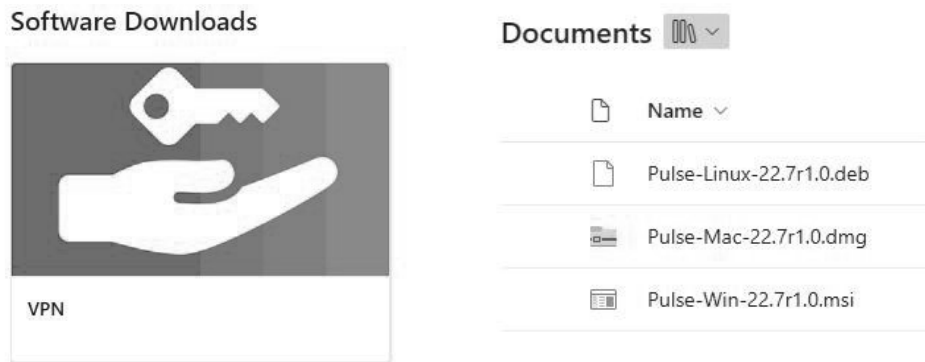 Software Downloads
VPN
Documents
Name
Pulse-Linux-22.7r1.0.deb
Pulse-Mac-22.7r1.0.dmg
Pulse-Win-22.7r1.0.msi